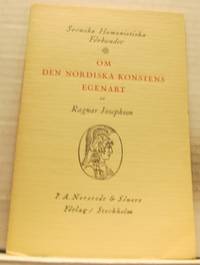 Svenska Humanistiska
Förbundet
OM
DEN NORDISKA KONSTENS
EGENART
av
Ragnar Josephson
P. A. Norstedt & Söners
Förlag / Stockholm